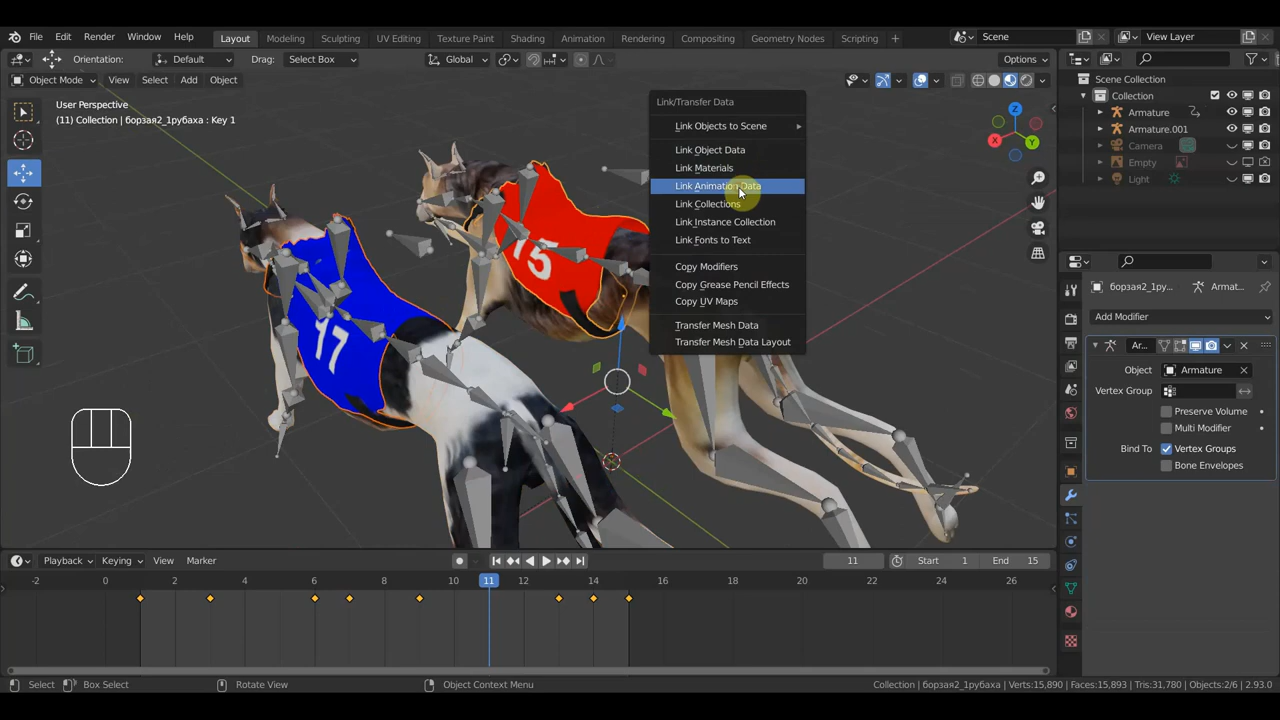 File Edit Render Window Help Layout Modeling Sculpting UV Editing Texture Paint Shading Animation Rendering Compositing Geometry Nodes Scripting + Scene View Layer
Orientation: Default Drag: Select Box Global Options
Object Mode View Select Add Object
User Perspective
(11) Collection | борзая2_1рубаха : Key 1
Link/Transfer Data
Link Objects to Scene
Link Object Data
Link Materials
Link Animation Data
Link Collections
Link Instance Collection
Link Fonts to Text
Copy Modifiers
Copy Grease Pencil Effects
Copy UV Maps
Transfer Mesh Data
Transfer Mesh Data Layout
Z
X
Y
15
17
Scene Collection
Collection
Armature
Armature.001
Camera
Empty
Light
борзая2_1ру... Armat...
Add Modifier
Ar...
Object Armature
Vertex Group
Preserve Volume
Multi Modifier
Bind To Vertex Groups
Bone Envelopes
Playback Keying View Marker 11 Start 1 End 15
-2 0 2 4 6 8 10 11 12 14 16 18 20 22 24 26
Select Box Select Rotate View Object Context Menu Collection | борзая2_1рубаха | Verts:15,890 | Faces:15,893 | Tris:31,780 | Objects:2/6 | 2.93.0